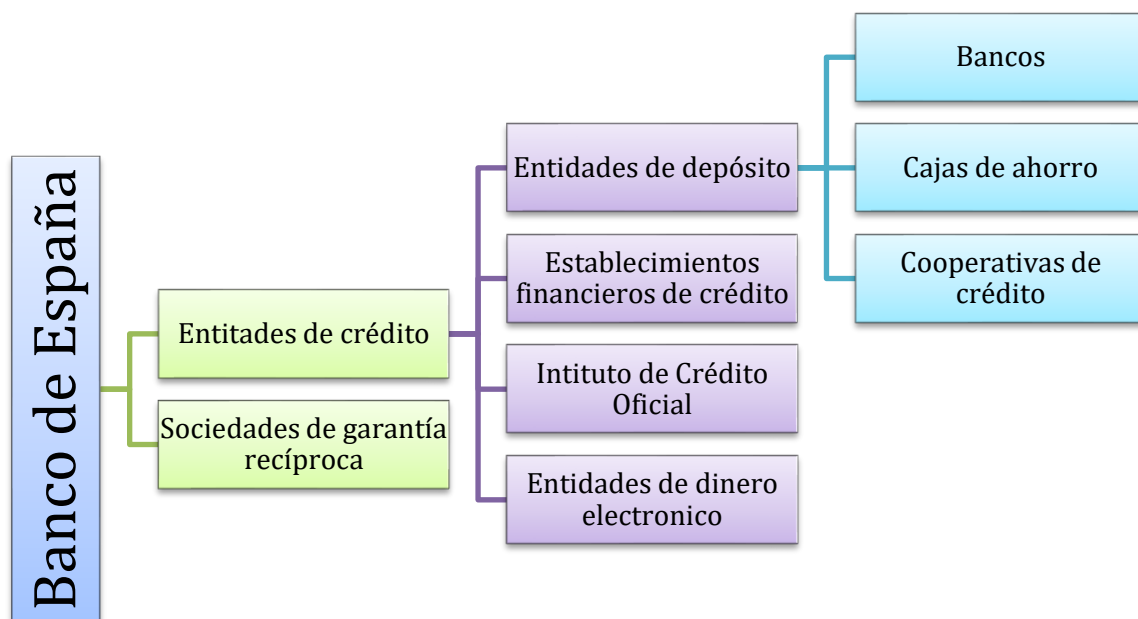 Banco de España
Entitades de crédito
Sociedades de garantía
recíproca
Entidades de depósito
Establecimientos
financieros de crédito
Intituto de Crédito
Oficial
Entidades de dinero
electronico
Bancos
Cajas de ahorro
Cooperativas de
crédito